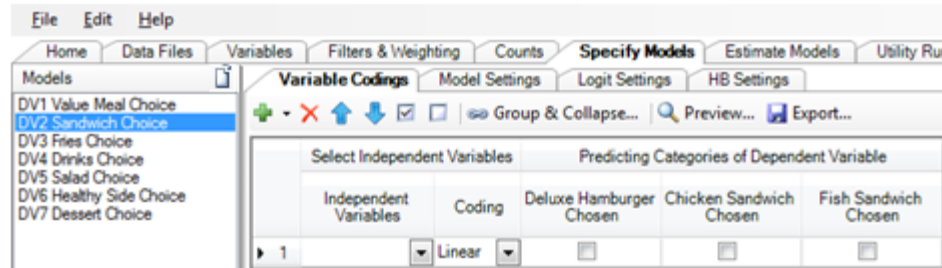 File Edit Help
Home Data Files Variables Filters & Weighting Counts Specify Models Estimate Models Utility Ru
Models
Variable Codings Model Settings Logit Settings HB Settings
DV1 Value Meal Choice
DV2 Sandwich Choice
DV3 Fries Choice
DV4 Drinks Choice
DV5 Salad Choice
DV6 Healthy Side Choice
DV7 Dessert Choice
Group & Collapse... Preview... Export...
Select Independent Variables Predicting Categories of Dependent Variable
Independent Variables Coding Deluxe Hamburger Chosen Chicken Sandwich Chosen Fish Sandwich Chosen
1 Linear